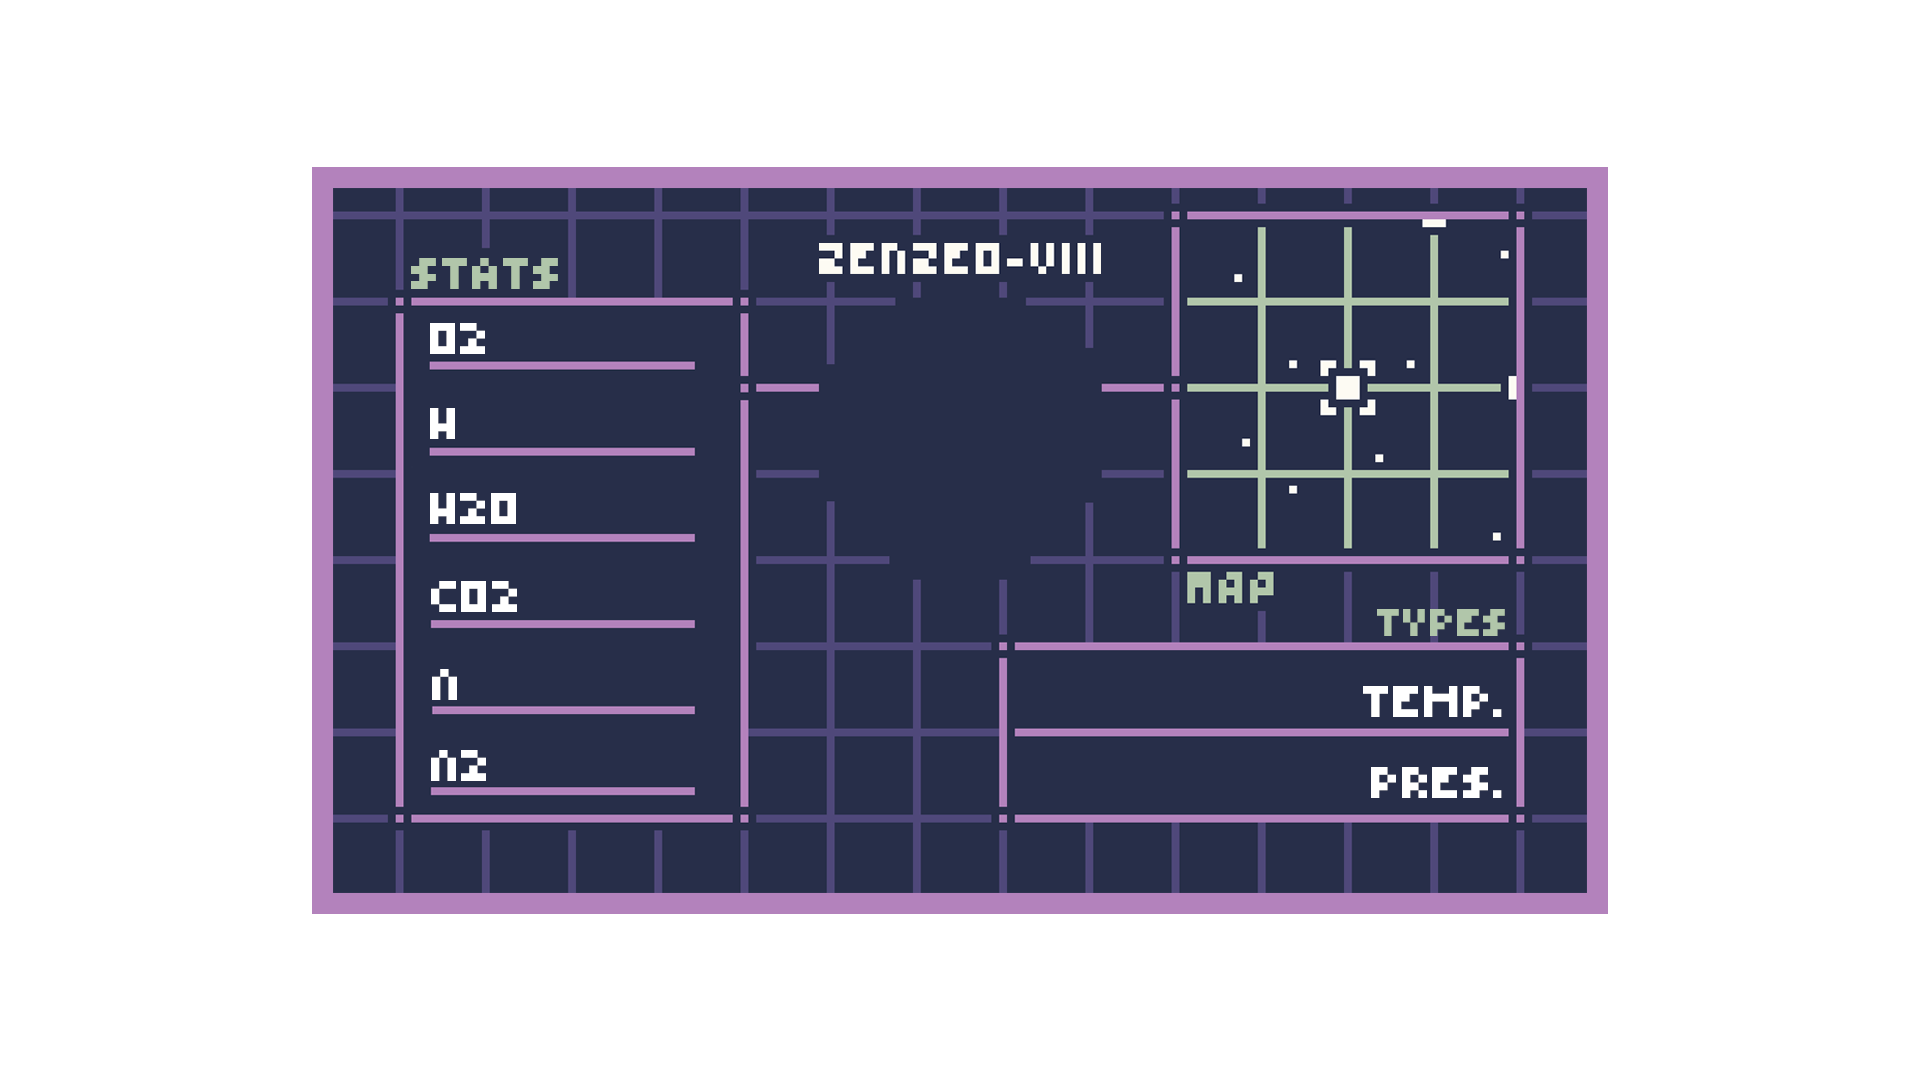 STATS
ZENZEO-VIII
O2
H
H2O
CO2
N
N2
MAP
TYPES
TEMP.
PRES.